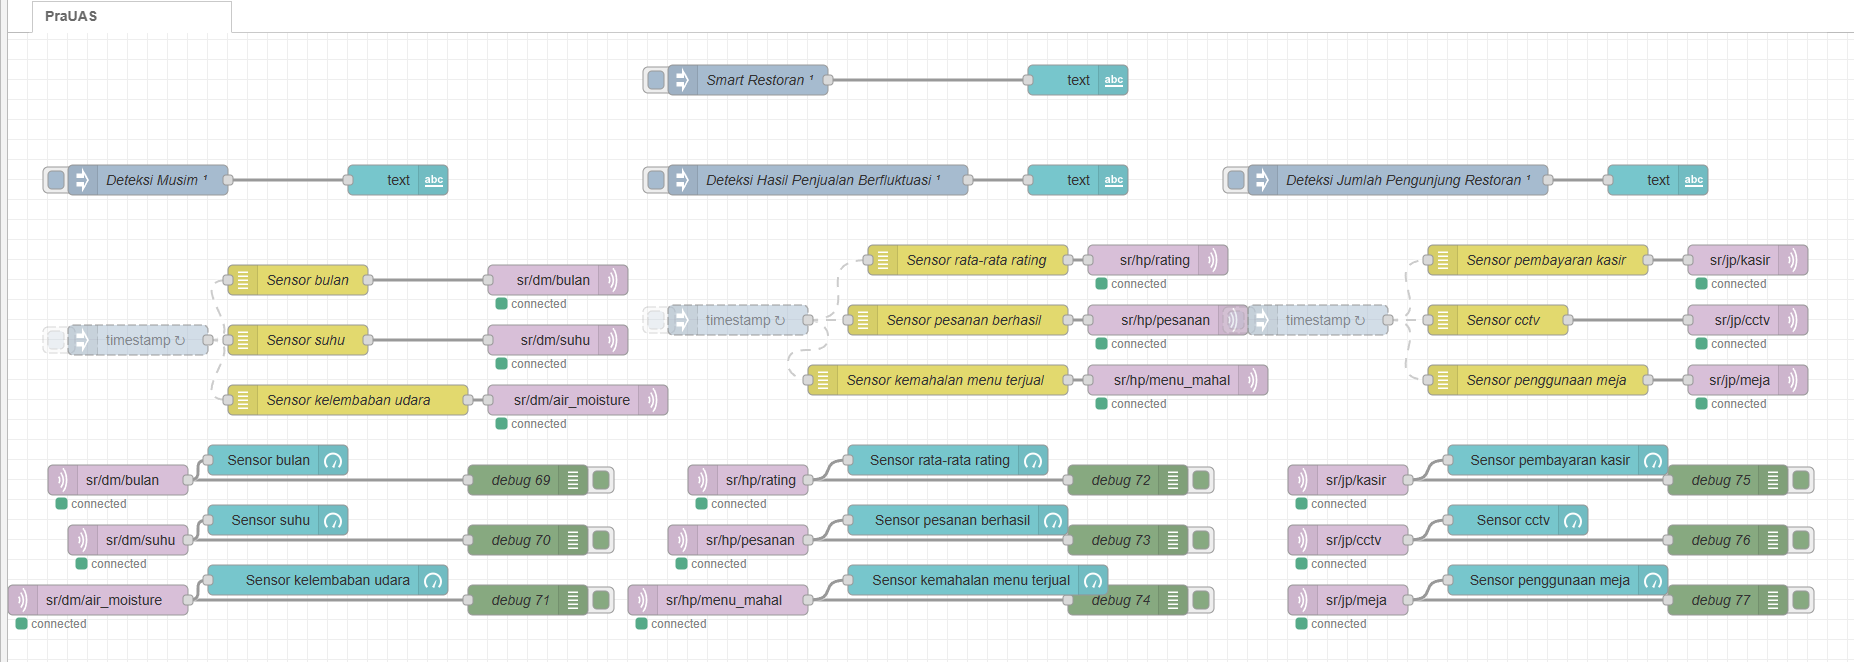 PraUAS
Smart Restoran ¹
text
abc
Deteksi Musim ¹
text
abc
Deteksi Hasil Penjualan Berfluktuasi ¹
text
abc
Deteksi Jumlah Pengunjung Restoran ¹
text
abc
timestamp ↻
Sensor bulan
sr/dm/bulan
connected
Sensor suhu
sr/dm/suhu
connected
Sensor kelembaban udara
sr/dm/air_moisture
connected
timestamp ↻
Sensor rata-rata rating
sr/hp/rating
connected
Sensor pesanan berhasil
sr/hp/pesanan
connected
Sensor kemahalan menu terjual
sr/hp/menu_mahal
connected
timestamp ↻
Sensor pembayaran kasir
sr/jp/kasir
connected
Sensor cctv
sr/jp/cctv
connected
Sensor penggunaan meja
sr/jp/meja
connected
Sensor bulan
sr/dm/bulan
debug 69
connected
Sensor suhu
sr/dm/suhu
debug 70
connected
Sensor kelembaban udara
sr/dm/air_moisture
debug 71
connected
Sensor rata-rata rating
sr/hp/rating
debug 72
connected
Sensor pesanan berhasil
sr/hp/pesanan
debug 73
connected
Sensor kemahalan menu terjual
sr/hp/menu_mahal
debug 74
connected
Sensor pembayaran kasir
sr/jp/kasir
debug 75
connected
Sensor cctv
sr/jp/cctv
debug 76
connected
Sensor penggunaan meja
sr/jp/meja
debug 77
connected